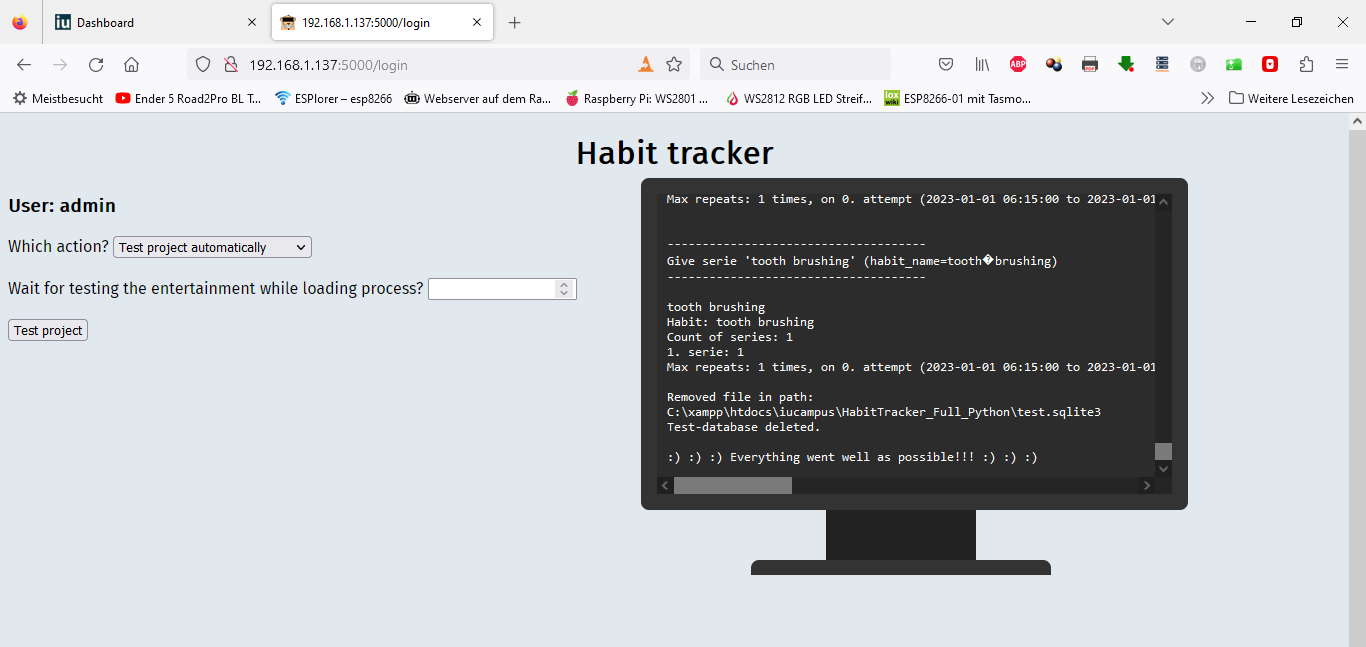 Dashboard
192.168.1.137:5000/login
192.168.1.137:5000/login
Suchen
Meistbesucht
Ender 5 Road2Pro BL T...
ESPlorer – esp8266
Webserver auf dem Ra...
Raspberry Pi: WS2801 ...
WS2812 RGB LED Streif...
ESP8266-01 mit Tasmo...
Weitere Lesezeichen
Habit tracker
User: admin
Which action? Test project automatically
Wait for testing the entertainment while loading process?
Test project
Max repeats: 1 times, on 0. attempt (2023-01-01 06:15:00 to 2023-01-01
-------------------------------------
Give serie 'tooth brushing' (habit_name=tooth�brushing)
-------------------------------------
tooth brushing
Habit: tooth brushing
Count of series: 1
1. serie: 1
Max repeats: 1 times, on 0. attempt (2023-01-01 06:15:00 to 2023-01-01
Removed file in path:
C:\xampp\htdocs\iucampus\HabitTracker_Full_Python\test.sqlite3
Test-database deleted.
:) :) :) Everything went well as possible!!! :) :) :)